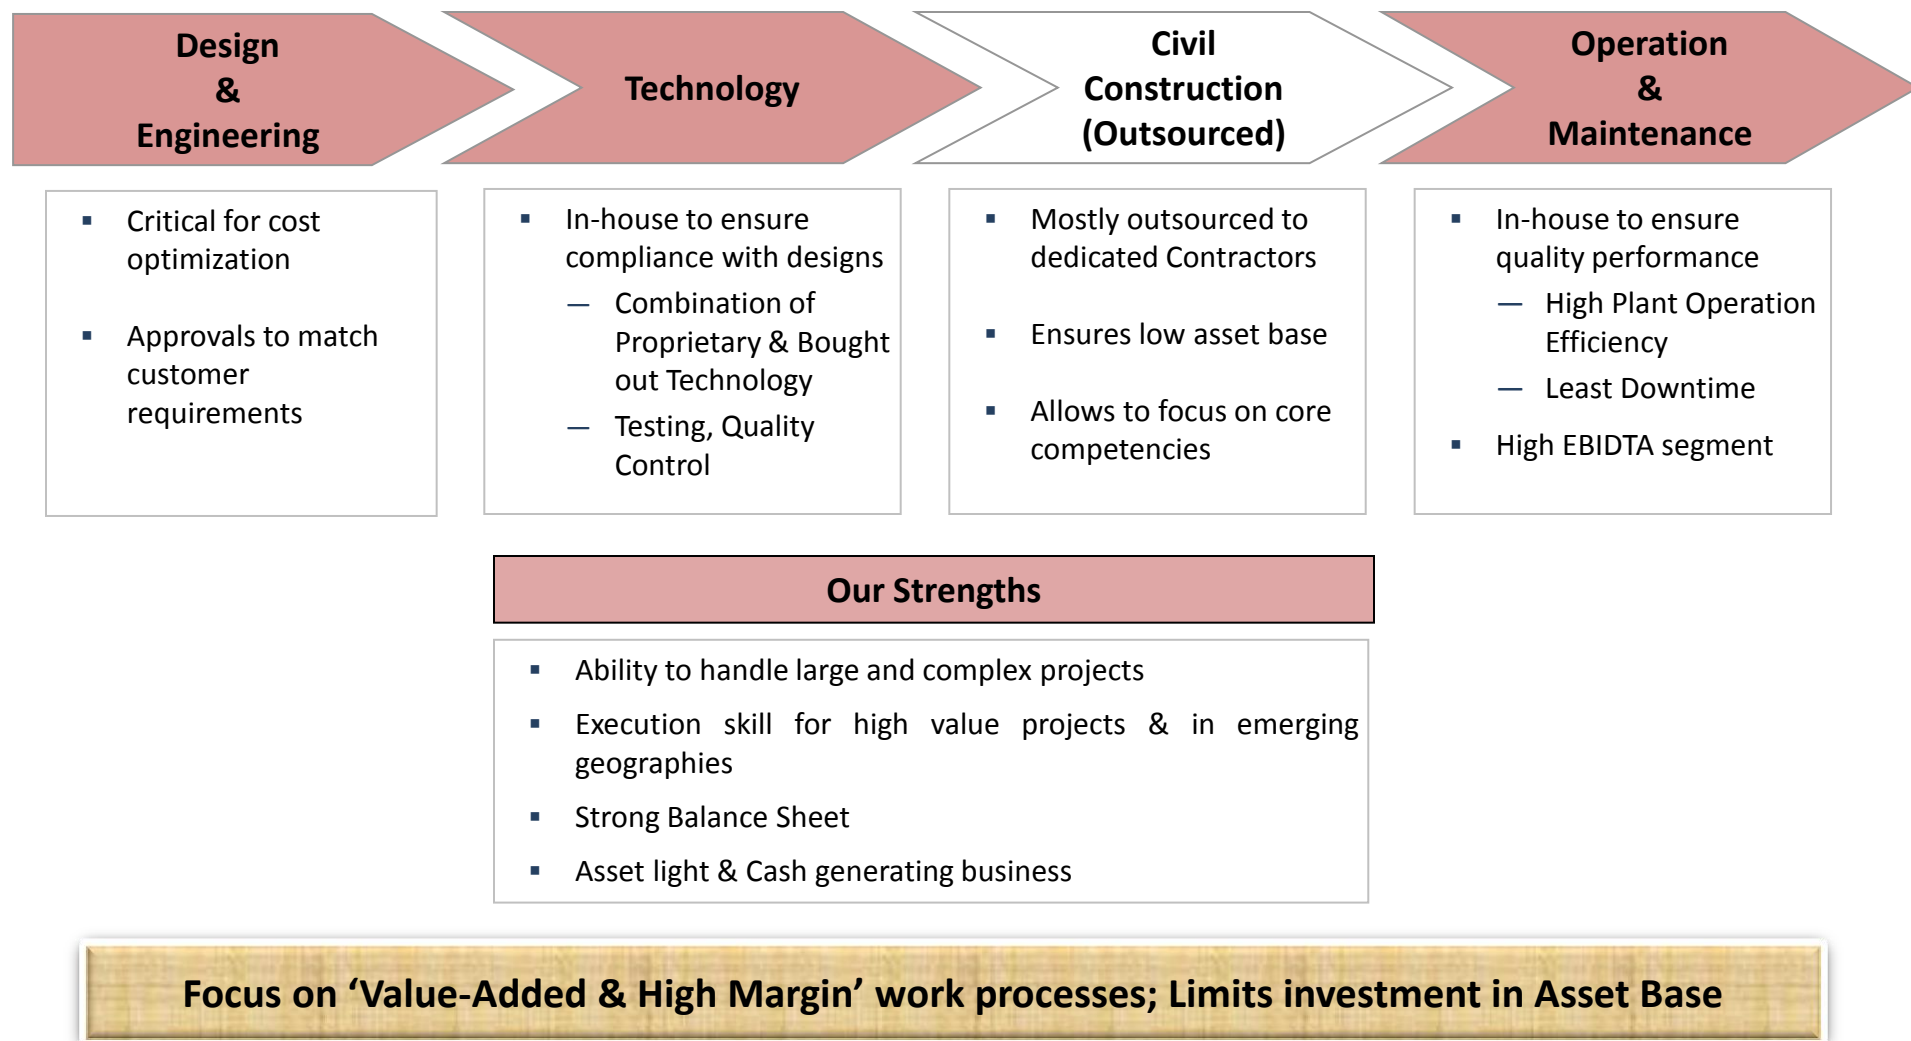 Design
&
Engineering
Technology
Civil
Construction
(Outsourced)
Operation
&
Maintenance
▪ Critical for cost
optimization
▪ Approvals to match
customer
requirements
▪ In-house to ensure
compliance with designs
— Combination of
Proprietary & Bought
out Technology
— Testing, Quality
Control
▪ Mostly outsourced to
dedicated Contractors
▪ Ensures low asset base
▪ Allows to focus on core
competencies
▪ In-house to ensure
quality performance
— High Plant Operation
Efficiency
— Least Downtime
▪ High EBIDTA segment
Our Strengths
▪ Ability to handle large and complex projects
▪ Execution skill for high value projects & in emerging
geographies
▪ Strong Balance Sheet
▪ Asset light & Cash generating business
Focus on ‘Value-Added & High Margin’ work processes; Limits investment in Asset Base